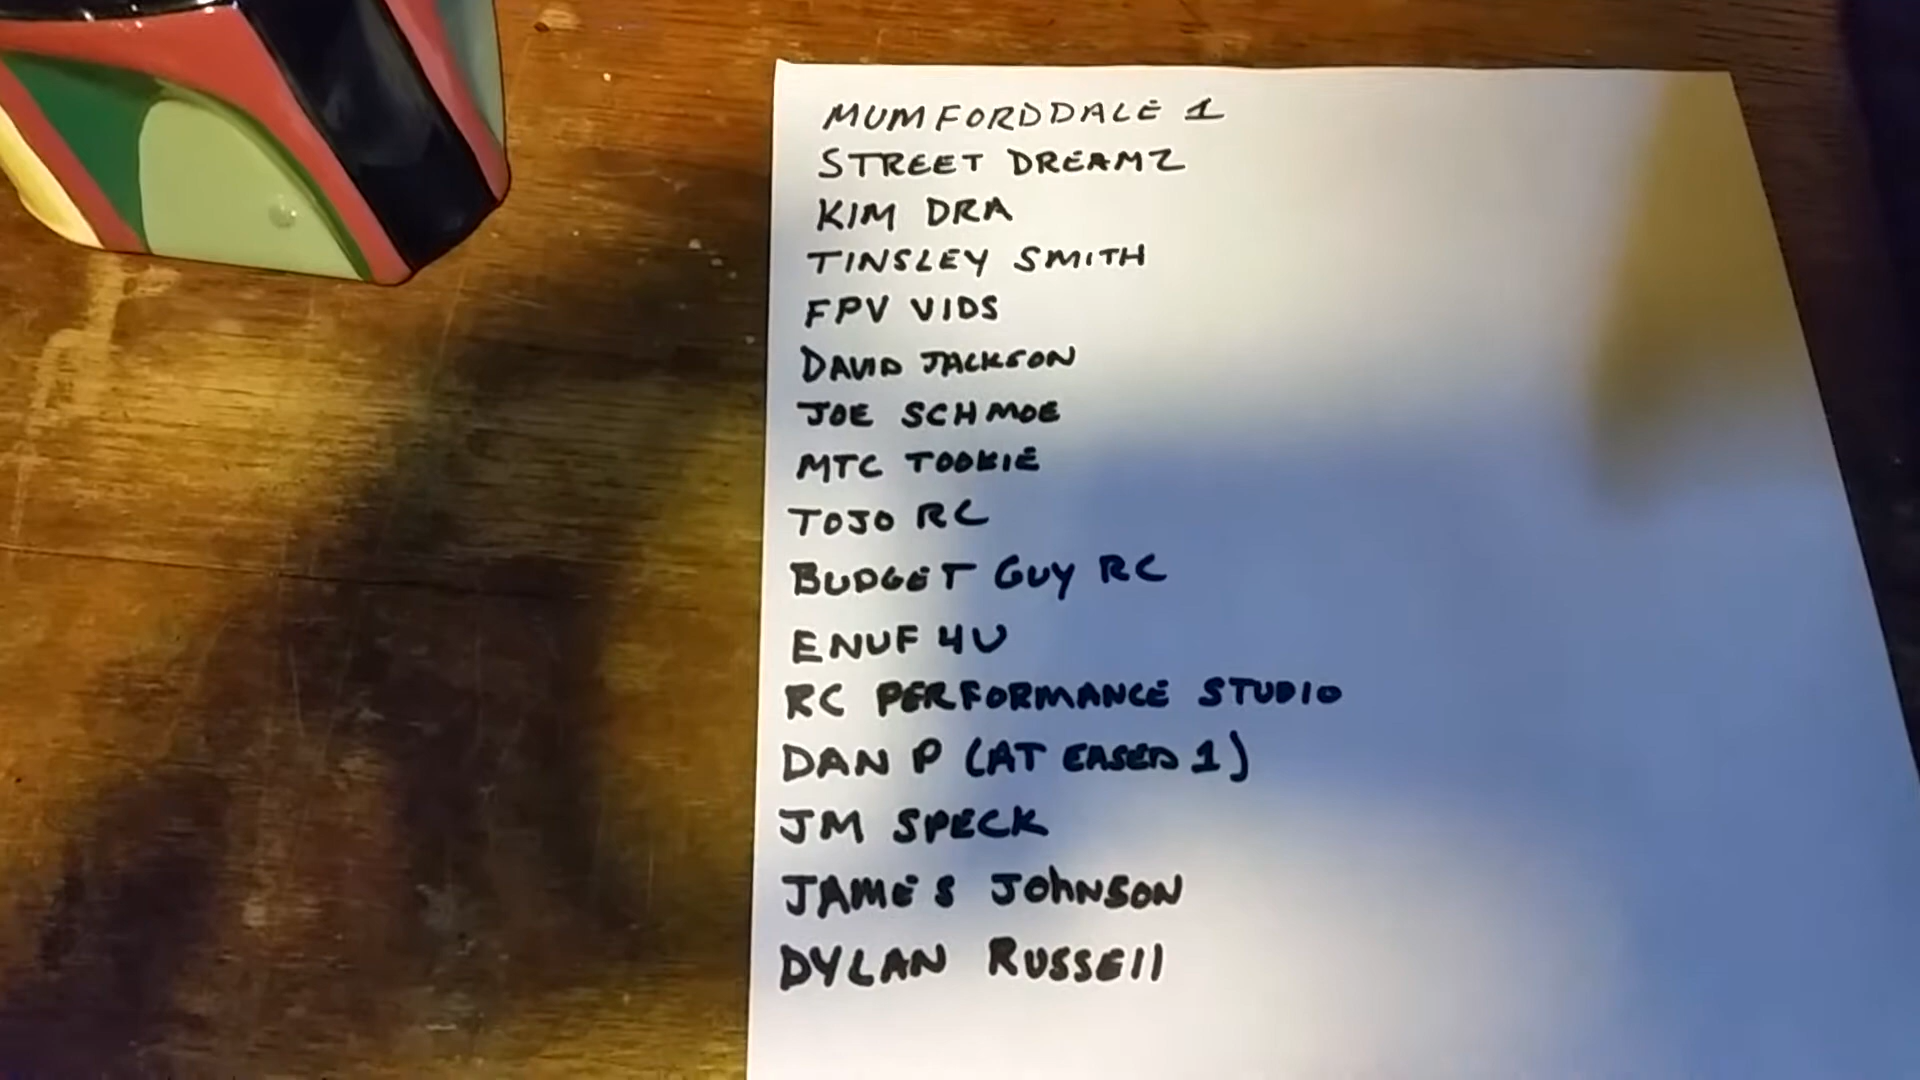 MUMFORDDALE 1
STREET DREAMZ
KIM DRA
TINSLEY SMITH
FPV VIDS
DAVID JACKSON
JOE SCHMOE
MTC TOOKIE
TOJO RC
BUDGET GUY RC
ENUF 4U
RC PERFORMANCE STUDIO
DAN P (AT EASED 1)
JM SPECK
JAMES JOhNSON
DYLAN RUSSEll